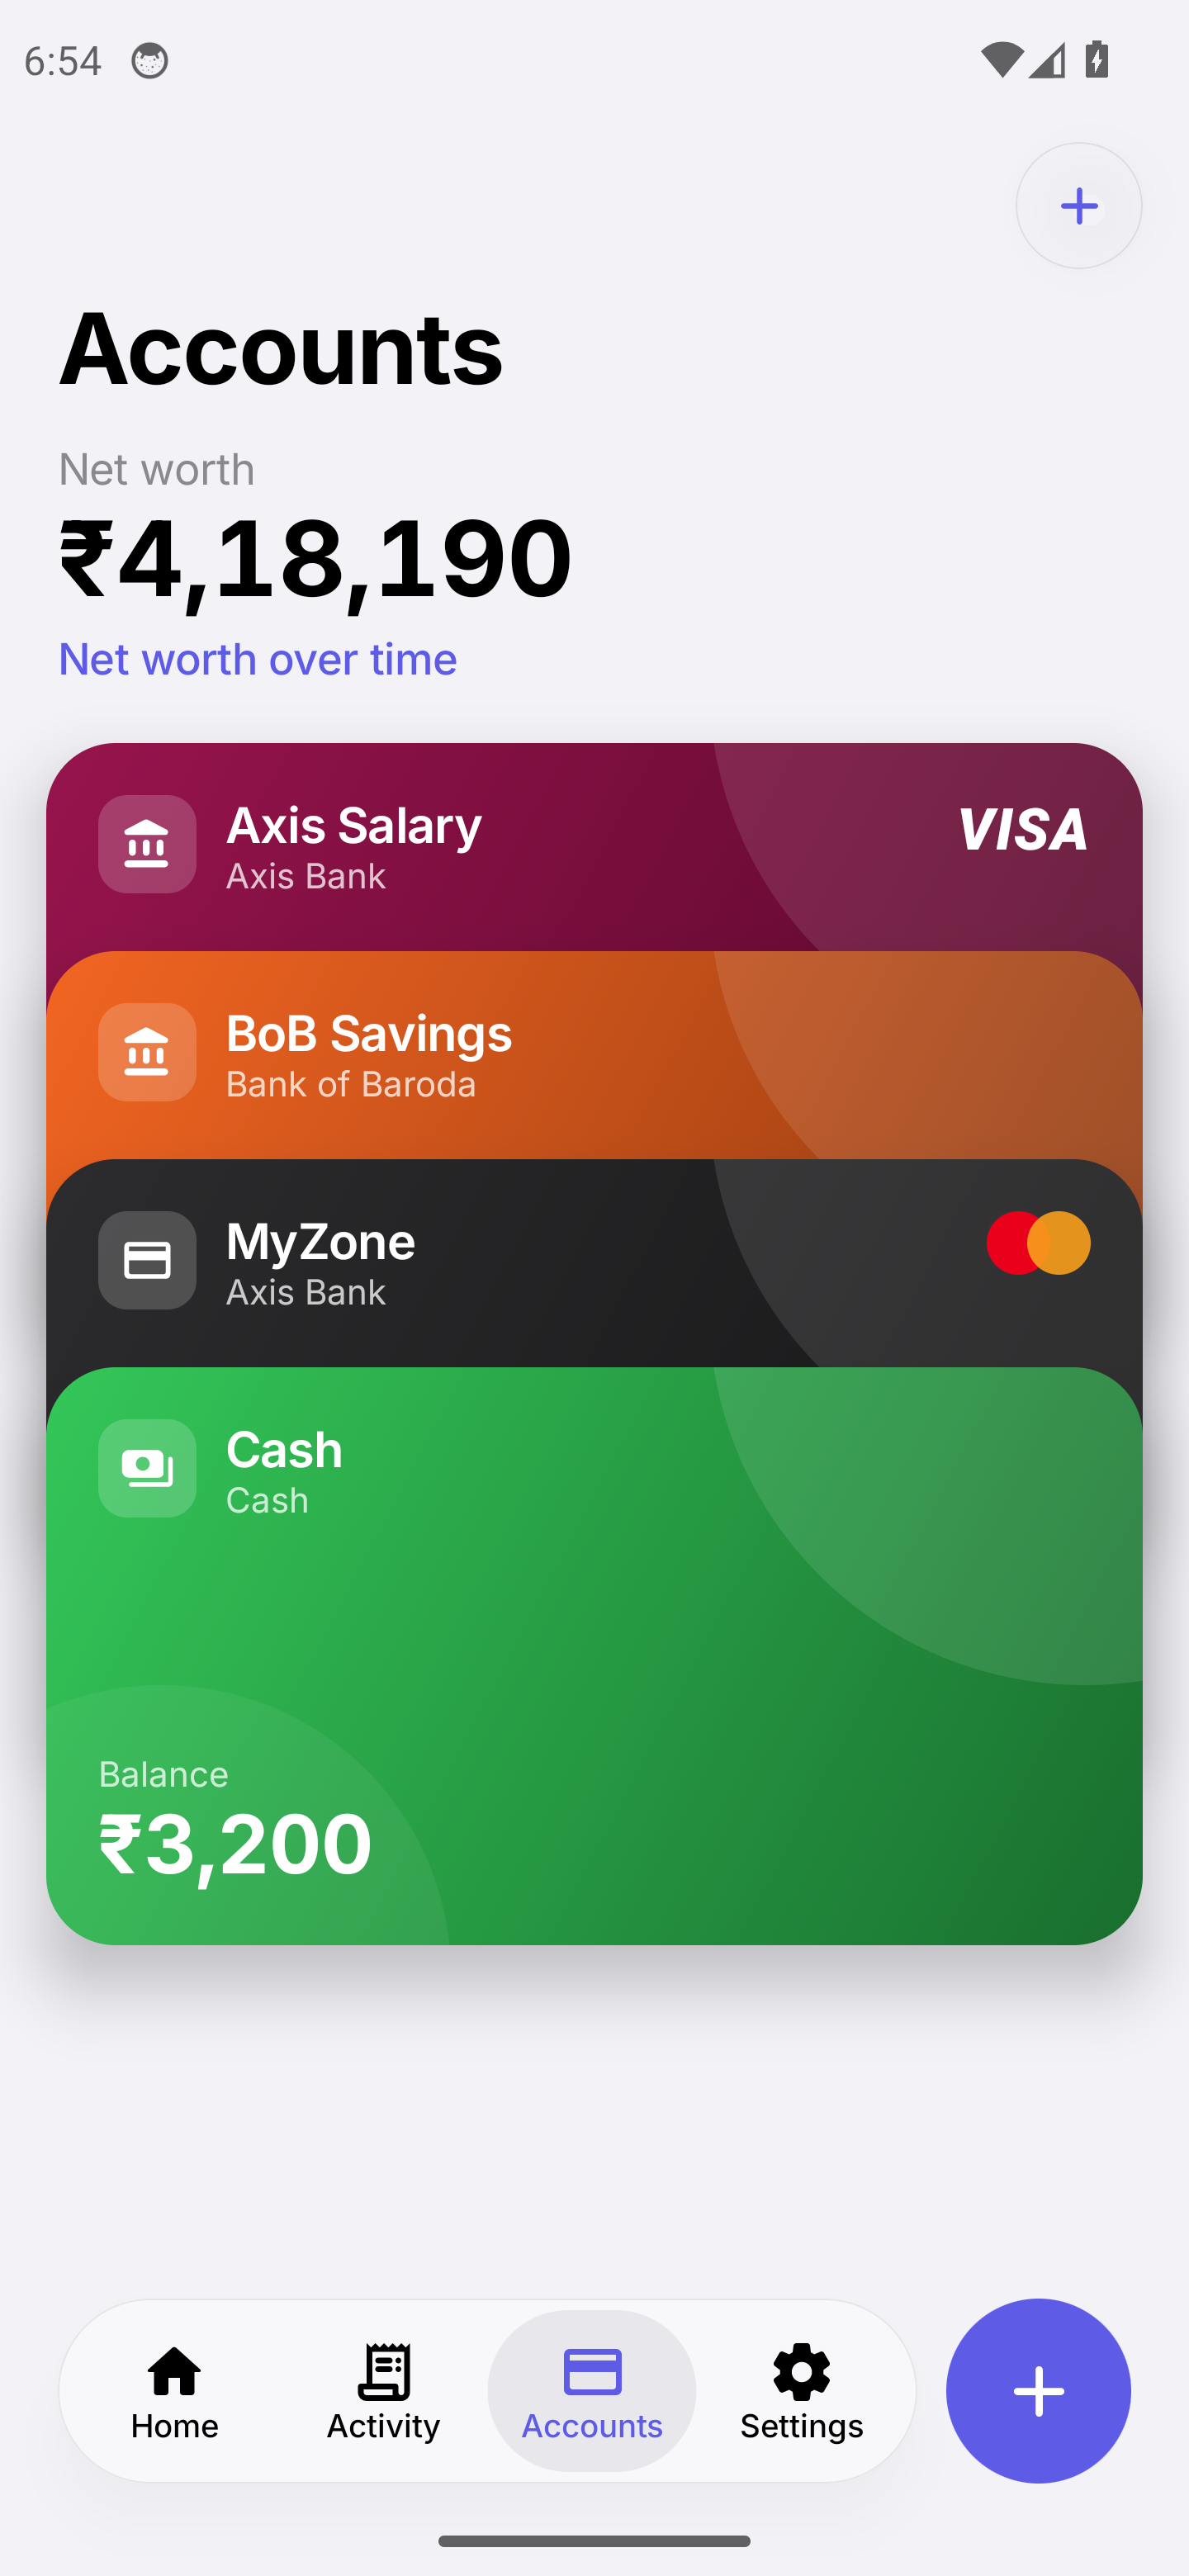 6:54
Accounts
Net worth
₹4,18,190
Net worth over time
Axis Salary
VISA
Axis Bank
BoB Savings
Bank of Baroda
MyZone
Axis Bank
Cash
Cash
Balance
₹3,200
Home
Activity
Accounts
Settings